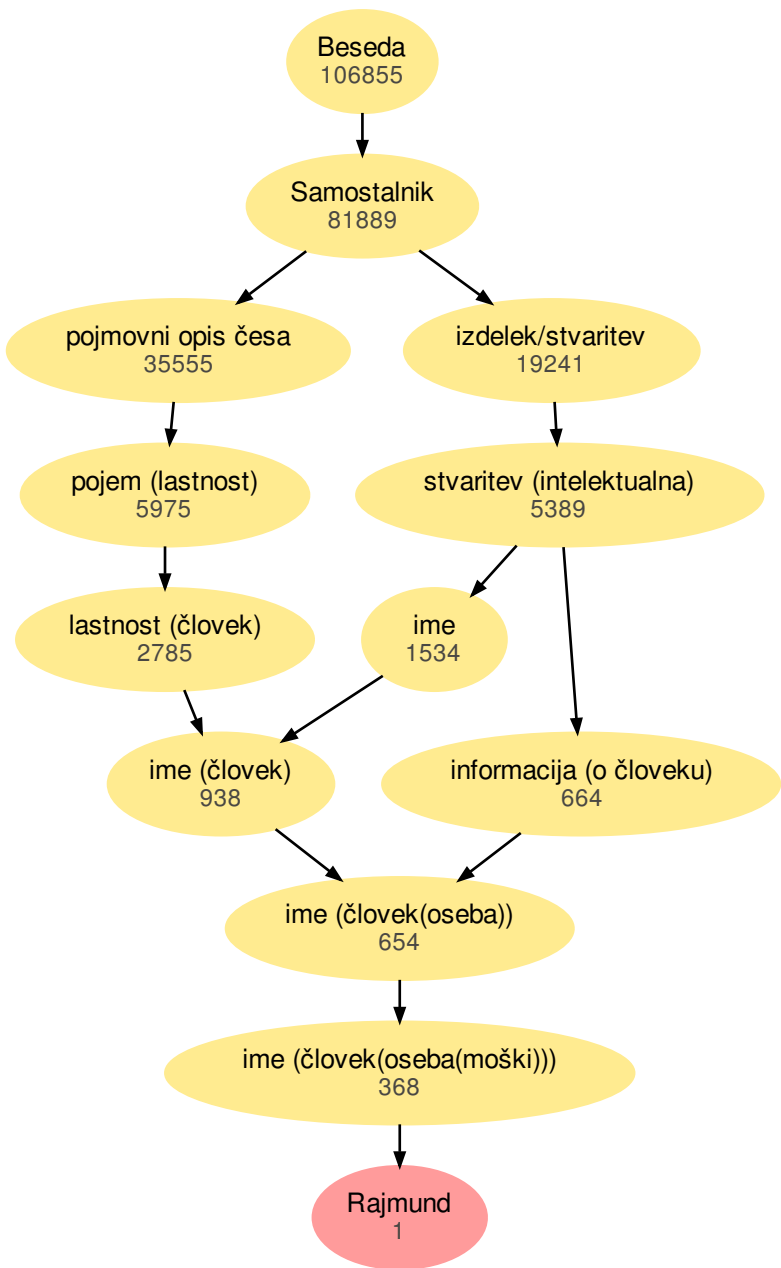 Beseda
106855
Samostalnik
81889
pojmovni opis česa
35555
izdelek/stvaritev
19241
pojem (lastnost)
5975
stvaritev (intelektualna)
5389
lastnost (človek)
2785
ime
1534
ime (človek)
938
informacija (o človeku)
664
ime (človek(oseba))
654
ime (človek(oseba(moški)))
368
Rajmund
1